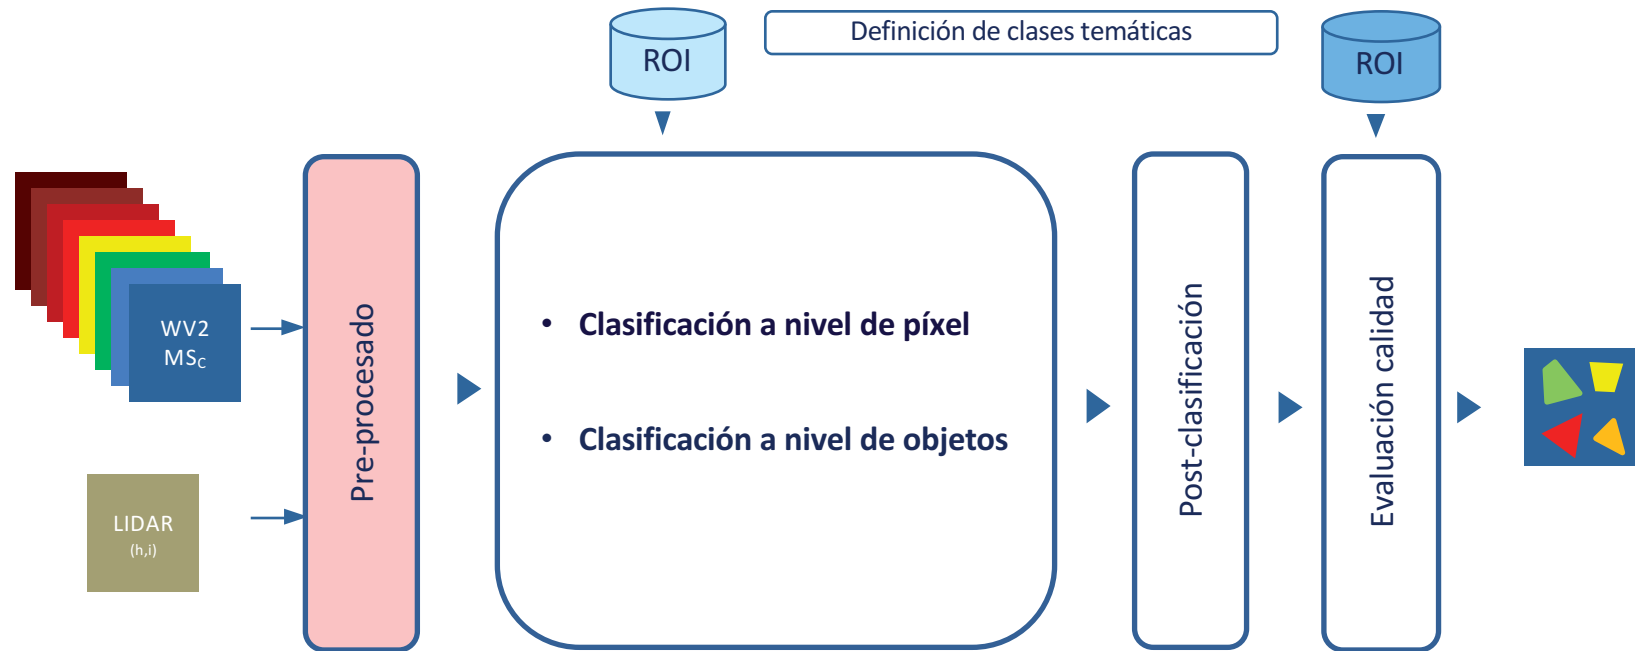 ROI
Definición de clases temáticas
ROI
WV2
MSc
LIDAR
(h,i)
Pre-procesado
• Clasificación a nivel de píxel
• Clasificación a nivel de objetos
Post-clasificación
Evaluación calidad